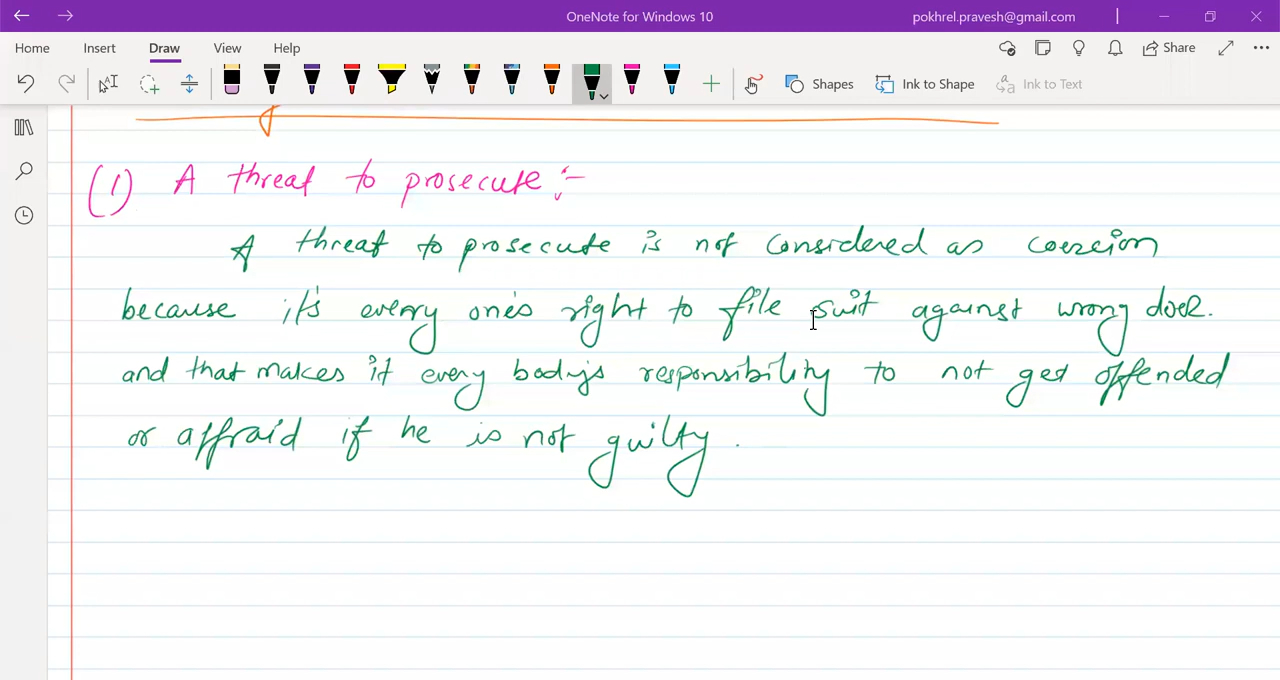 OneNote for Windows 10
pokhrel.pravesh@gmail.com
Home Insert Draw View Help Share
Shapes Ink to Shape Ink to Text
(1) A threat to prosecute :-
A threat to prosecute is not considered as coercion
because it's every one's right to file suit against wrong doer.
and that makes it every body's responsibility to not get offended
or affraid if he is not guilty.